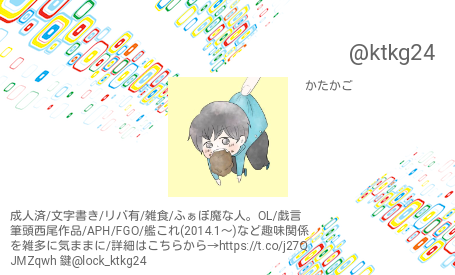 @ktkg24
かたかご
成人済/文字書き/リバ有/雑食/ふぁぼ魔な人。OL/戯言
筆頭西尾作品/APH/FGO/艦これ(2014.1〜)など趣味関係
を雑多に気ままに/詳細はこちらから→https://t.co/j27Q
JMZqwh 鍵@lock_ktkg24